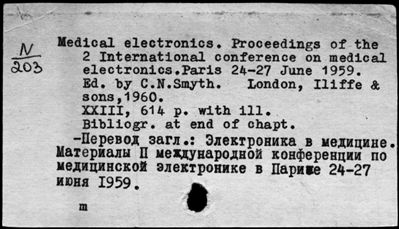 N
203
Medical electronics. Proceedings of the
2 International conference on medical
electronics.Paris 24-27 June 1959.
Ed. by C.N.Smyth. London, Iliffe &
sons,1960.
XXIII, 614 p. with ill.
Bibliogr. at end of chapt.
-Перевод загл.: Электроника в медицине.
Материалы П международной конференции по
медицинской электронике в Париже 24-27
июня 1959.
m